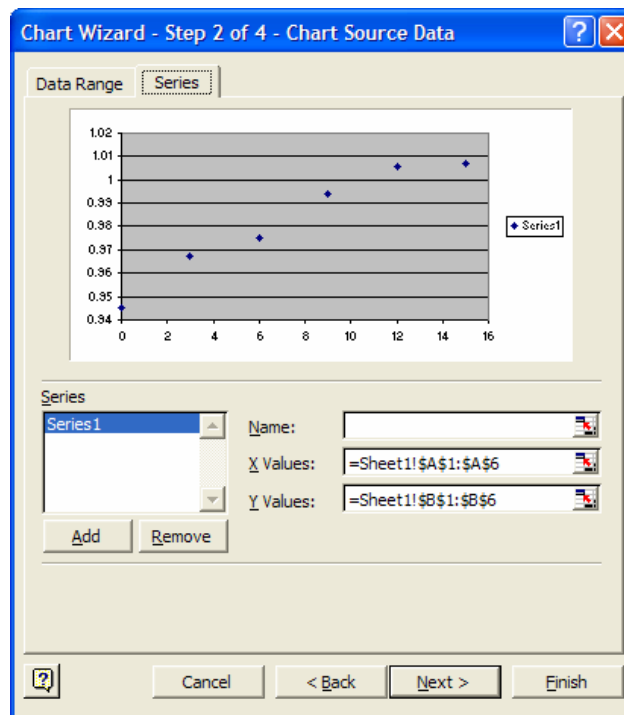 Chart Wizard - Step 2 of 4 - Chart Source Data
Data Range Series
1.02
1.01
1
0.99
0.98
0.97
0.96
0.95
0.94
0 2 4 6 8 10 12 14 16
Series1
Series
Series1
Name:
X Values: =Sheet1!$A$1:$A$6
Y Values: =Sheet1!$B$1:$B$6
Add Remove
Cancel < Back Next > Finish